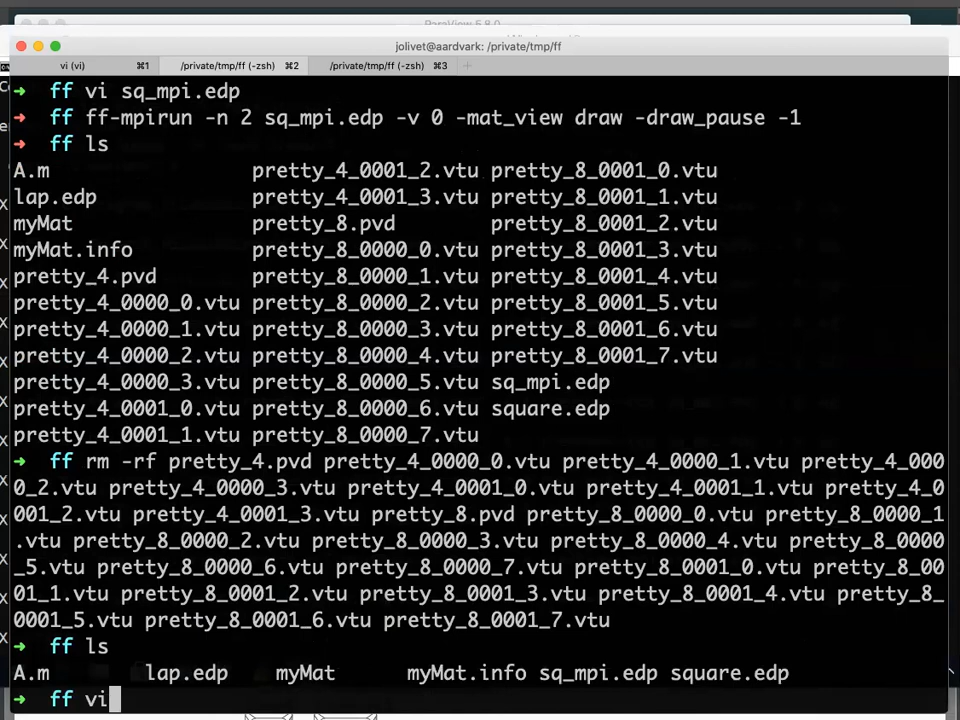 ParaView 5.8.0
jolivet@aardvark: /private/tmp/ff
vi (vi) ⌘1 /private/tmp/ff (-zsh) ⌘2 /private/tmp/ff (-zsh) ⌘3 +
➜ ff vi sq_mpi.edp
➜ ff ff-mpirun -n 2 sq_mpi.edp -v 0 -mat_view draw -draw_pause -1
➜ ff ls
A.m pretty_4_0001_2.vtu pretty_8_0001_0.vtu
lap.edp pretty_4_0001_3.vtu pretty_8_0001_1.vtu
myMat pretty_8.pvd pretty_8_0001_2.vtu
myMat.info pretty_8_0000_0.vtu pretty_8_0001_3.vtu
pretty_4.pvd pretty_8_0000_1.vtu pretty_8_0001_4.vtu
pretty_4_0000_0.vtu pretty_8_0000_2.vtu pretty_8_0001_5.vtu
pretty_4_0000_1.vtu pretty_8_0000_3.vtu pretty_8_0001_6.vtu
pretty_4_0000_2.vtu pretty_8_0000_4.vtu pretty_8_0001_7.vtu
pretty_4_0000_3.vtu pretty_8_0000_5.vtu sq_mpi.edp
pretty_4_0001_0.vtu pretty_8_0000_6.vtu square.edp
pretty_4_0001_1.vtu pretty_8_0000_7.vtu
➜ ff rm -rf pretty_4.pvd pretty_4_0000_0.vtu pretty_4_0000_1.vtu pretty_4_000
0_2.vtu pretty_4_0000_3.vtu pretty_4_0001_0.vtu pretty_4_0001_1.vtu pretty_4_0
001_2.vtu pretty_4_0001_3.vtu pretty_8.pvd pretty_8_0000_0.vtu pretty_8_0000_1
.vtu pretty_8_0000_2.vtu pretty_8_0000_3.vtu pretty_8_0000_4.vtu pretty_8_0000
_5.vtu pretty_8_0000_6.vtu pretty_8_0000_7.vtu pretty_8_0001_0.vtu pretty_8_00
01_1.vtu pretty_8_0001_2.vtu pretty_8_0001_3.vtu pretty_8_0001_4.vtu pretty_8_
0001_5.vtu pretty_8_0001_6.vtu pretty_8_0001_7.vtu
➜ ff ls
A.m lap.edp myMat myMat.info sq_mpi.edp square.edp
➜ ff vi